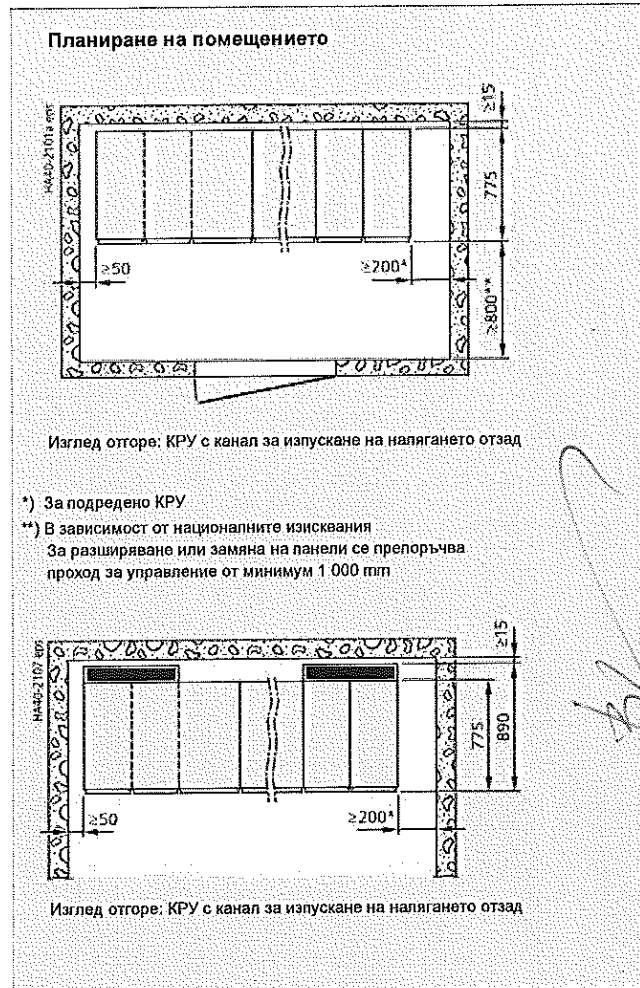 Планиране на помещението
HA40-2101a eps
≥15
775
≥50
≥200*
≥800**
Изглед отгоре: КРУ с канал за изпускане на налягането отзад
*) За подредено КРУ
**) В зависимост от националните изисквания
За разширяване или замяна на панели се препоръчва
проход за управление от минимум 1 000 mm
HA40-2107 eps
≥15
775
890
≥50
≥200*
Изглед отгоре: КРУ с канал за изпускане на налягането отзад